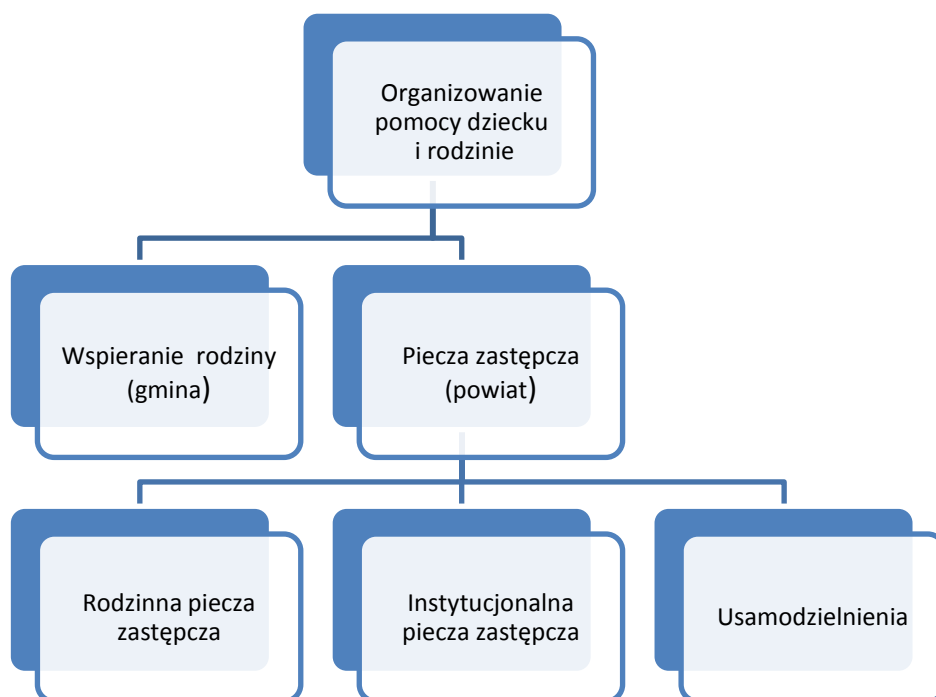 Organizowanie
pomocy dziecku
i rodzinie
Wspieranie rodziny
(gmina)
Piecza zastępcza
(powiat)
Rodzinna piecza
zastępcza
Instytucjonalna
piecza zastępcza
Usamodzielnienia